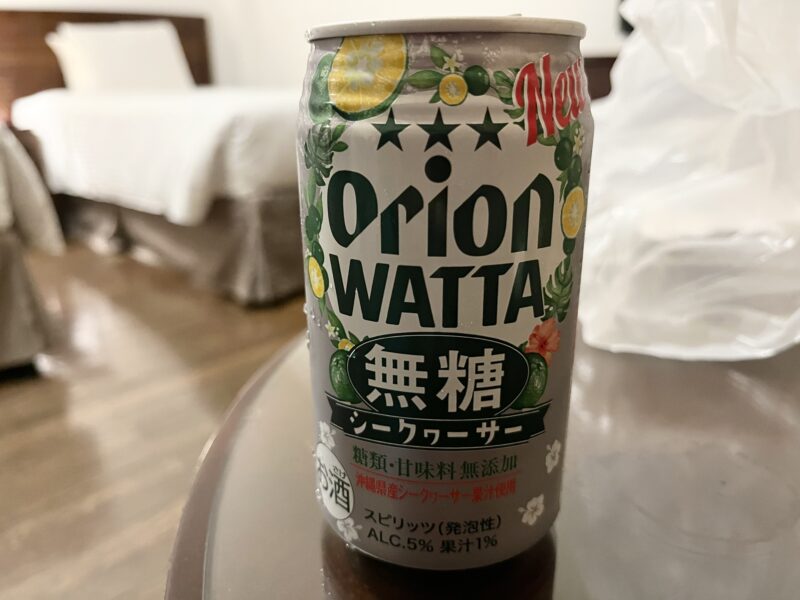 New
Orion
WATTA
無糖
シークヮーサー
糖類・甘味料無添加
沖縄県産シークヮーサー果汁使用
お酒
スピリッツ(発泡性)
ALC.5% 果汁1%